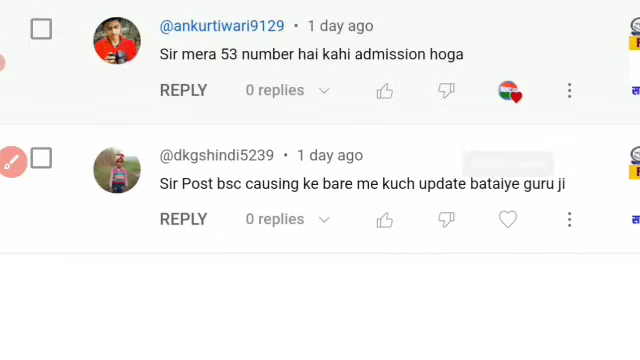 @ankurtiwari9129 • 1 day ago
Sir mera 53 number hai kahi admission hoga
REPLY 0 replies
@dkgshindi5239 • 1 day ago
Sir Post bsc causing ke bare me kuch update bataiye guru ji
REPLY 0 replies